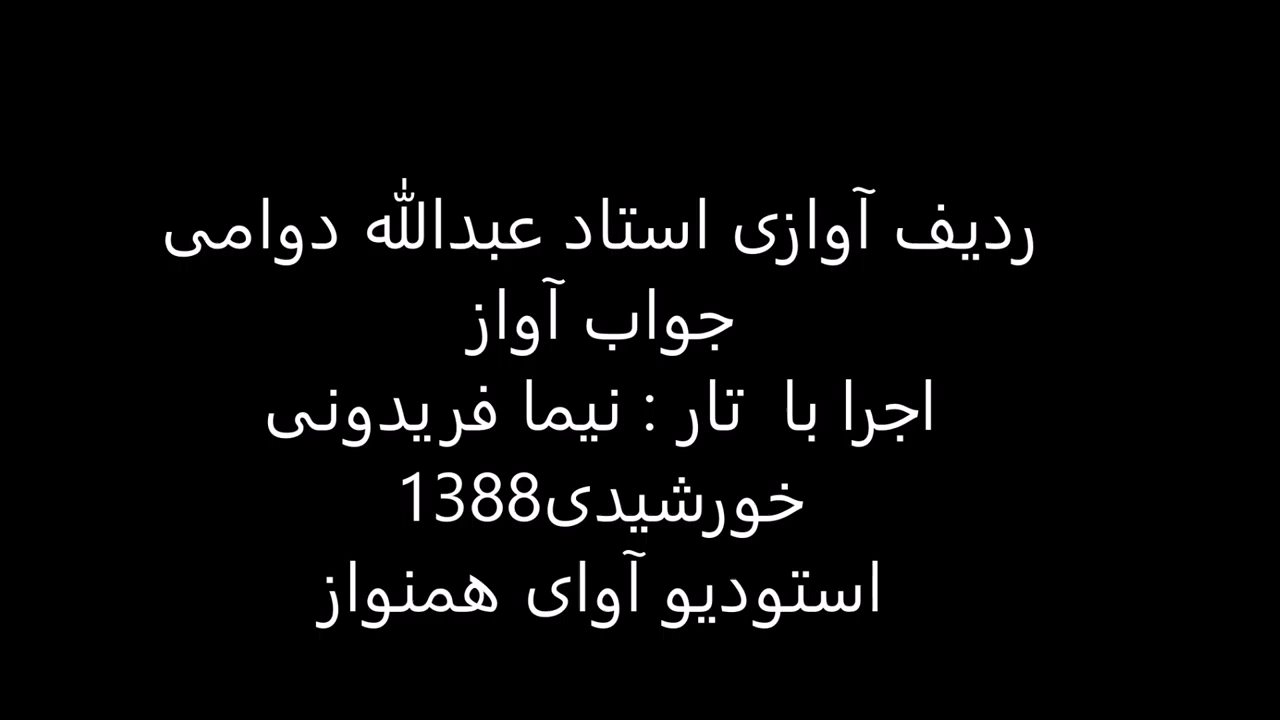 ردیف آوازی استاد عبدالله دوامی
جواب آواز
اجرا با  تار : نیما فریدونی
خورشیدی1388
استودیو آوای همنواز